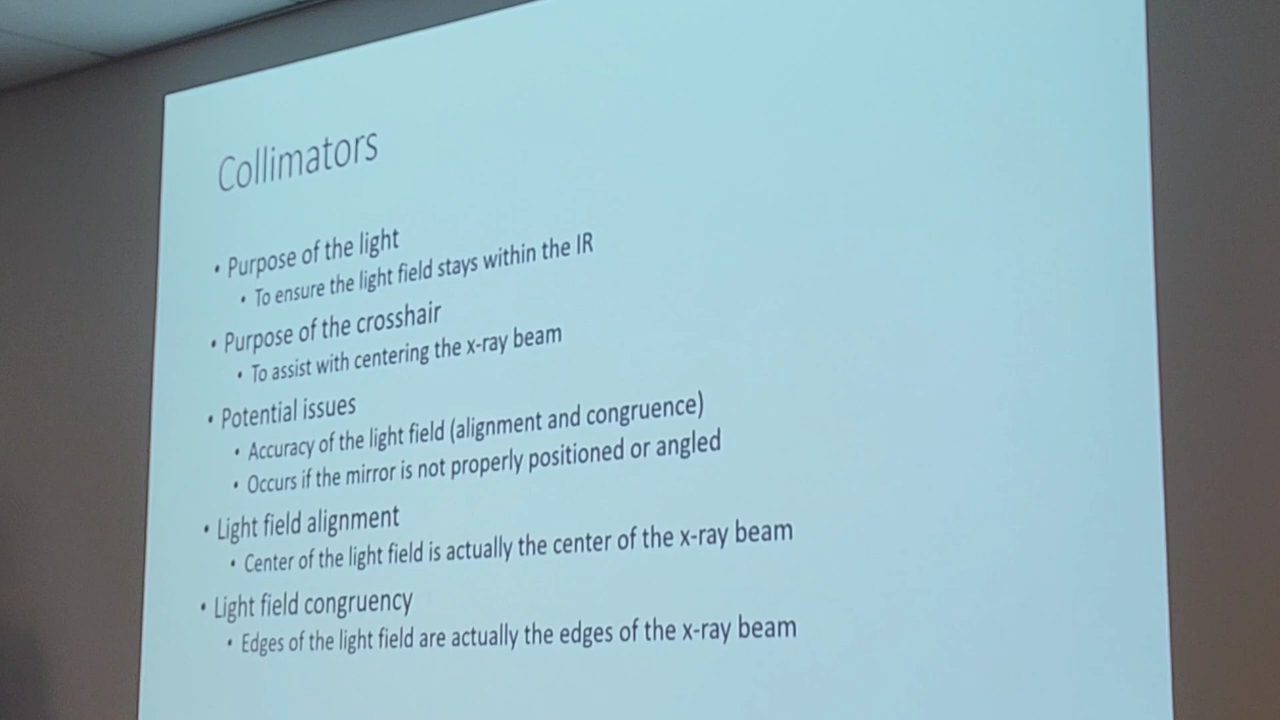 Collimators
• Purpose of the light
• To ensure the light field stays within the IR
• Purpose of the crosshair
• To assist with centering the x-ray beam
• Potential issues
• Accuracy of the light field (alignment and congruence)
• Occurs if the mirror is not properly positioned or angled
• Light field alignment
• Center of the light field is actually the center of the x-ray beam
• Light field congruency
• Edges of the light field are actually the edges of the x-ray beam